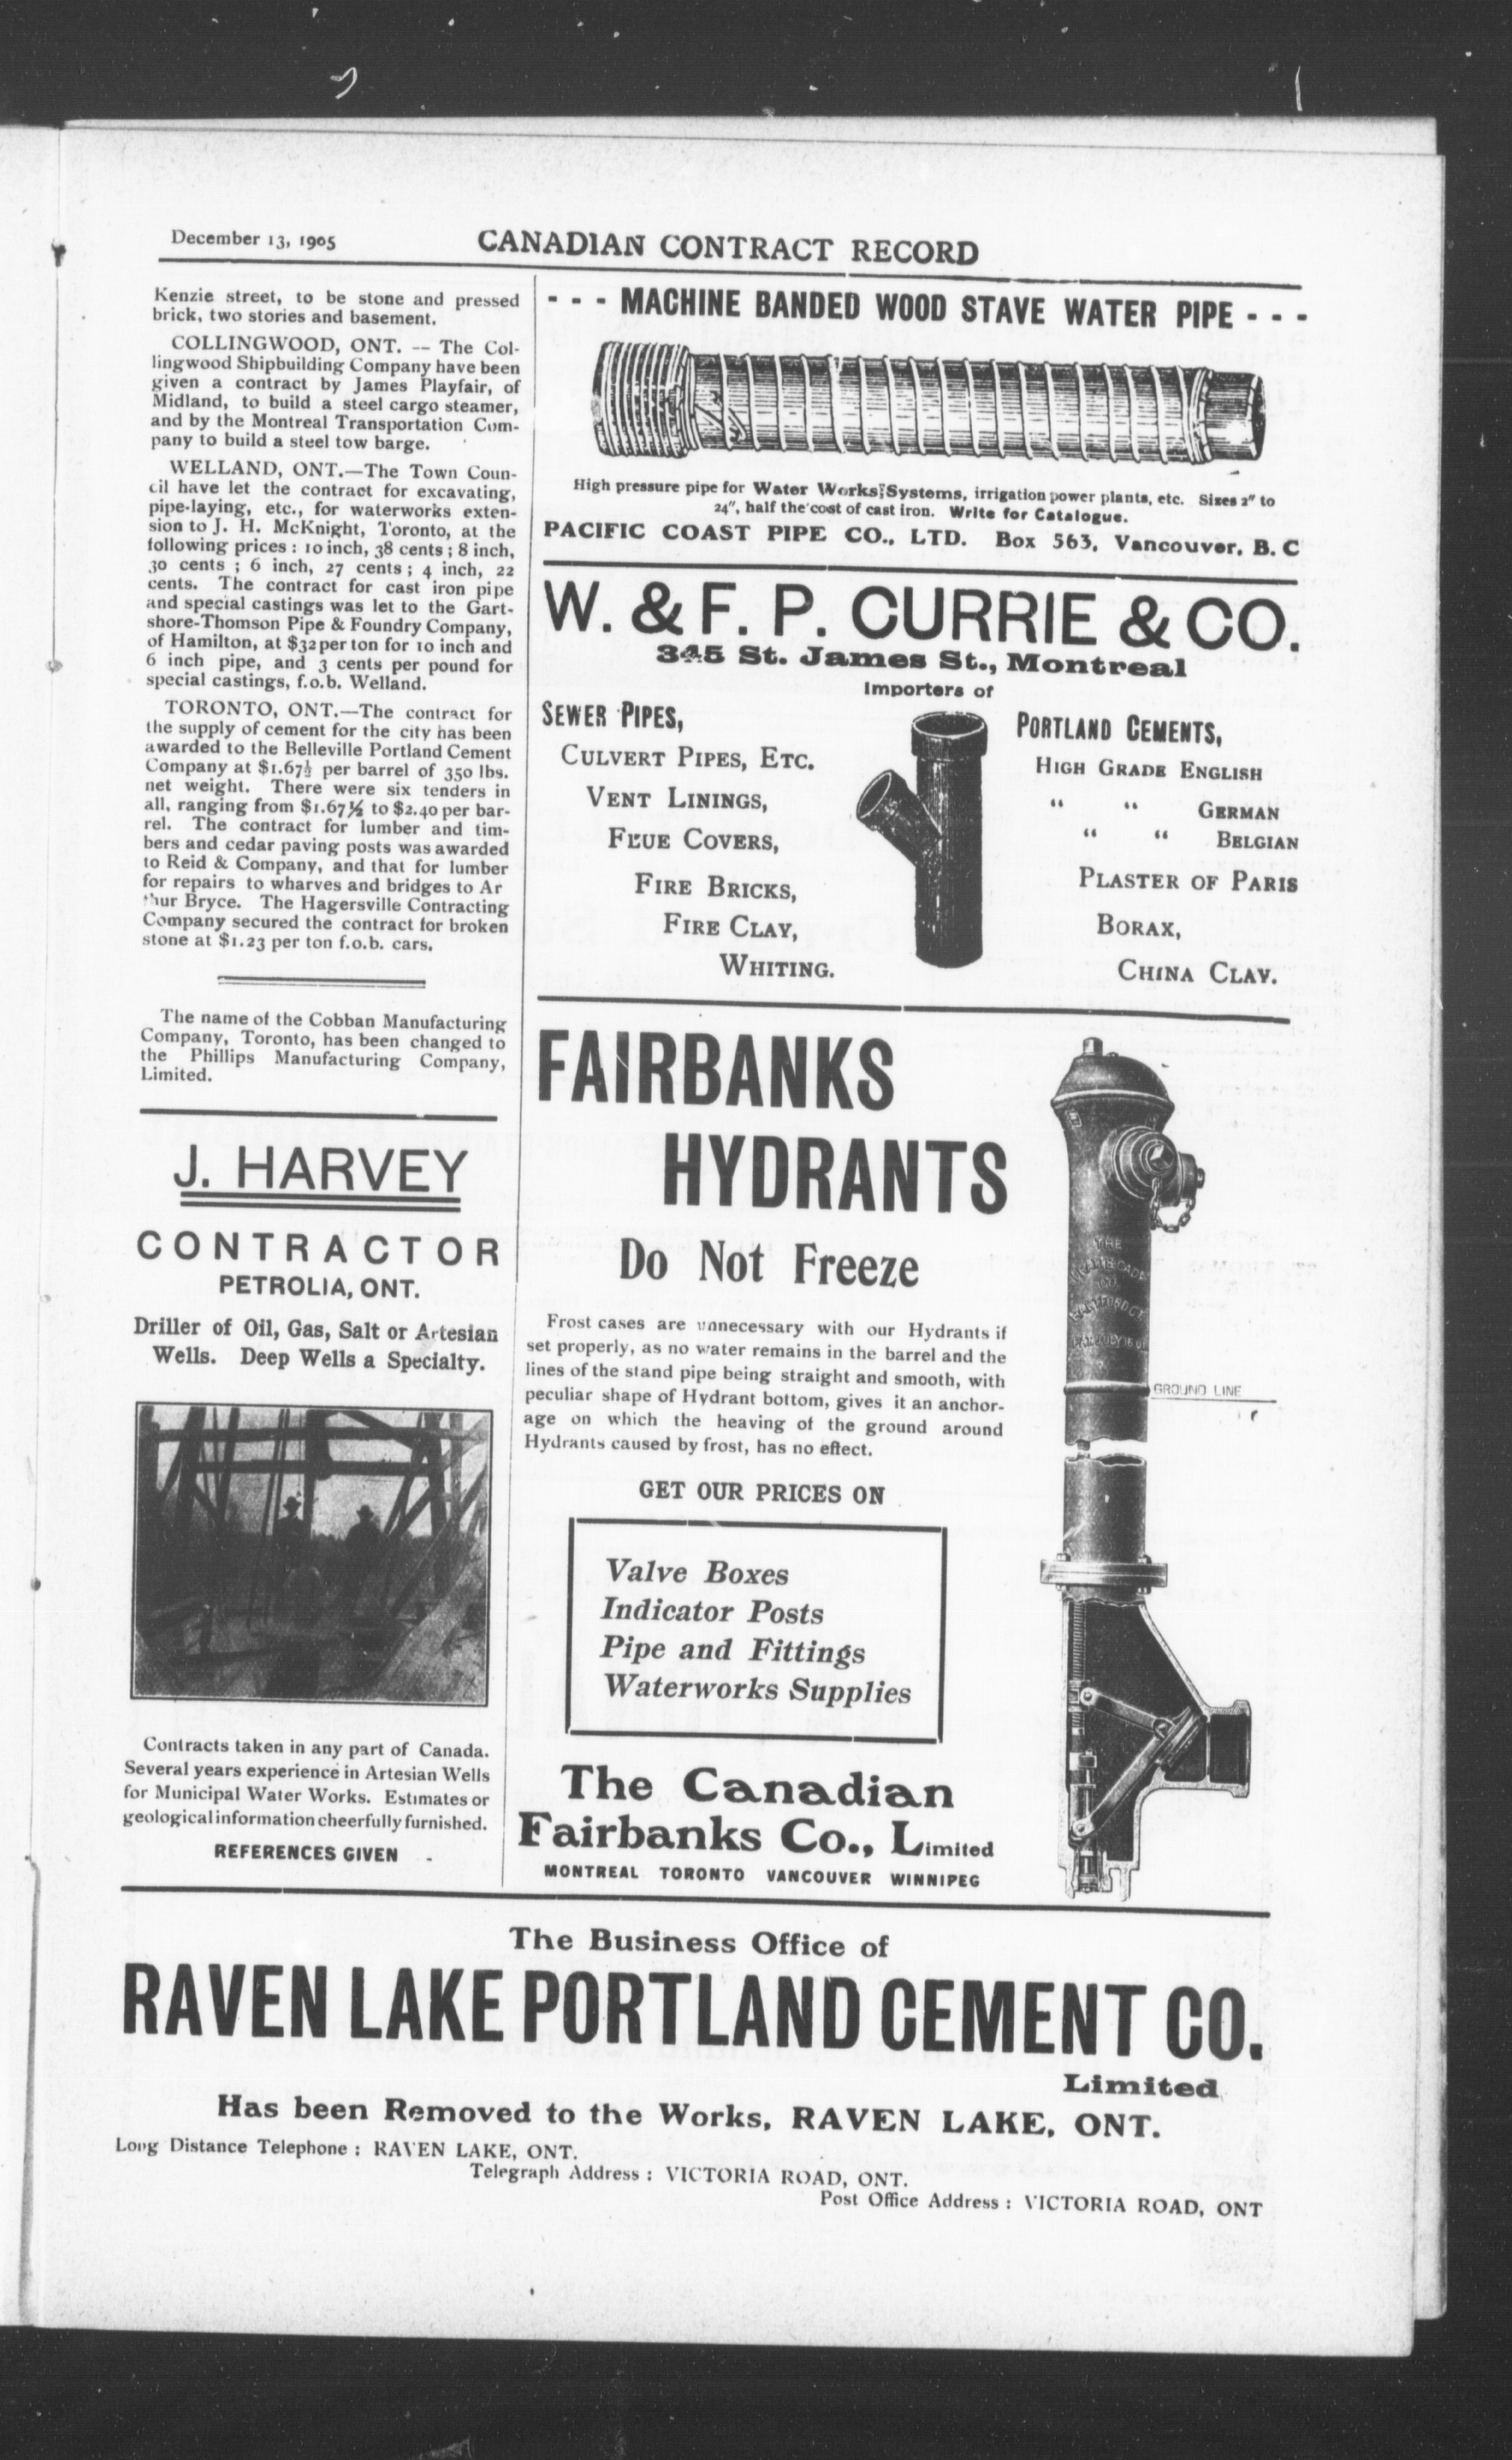 December 13, 1905
CANADIAN CONTRACT RECORD
Kenzie street, to be stone and pressed
brick, two stories and basement.
COLLINGWOOD, ONT. -- The Col-
lingwood Shipbuilding Company have been
given a contract by James Playfair, of
Midland, to build a steel cargo steamer,
and by the Montreal Transportation Com-
pany to build a steel tow barge.
WELLAND, ONT.—The Town Coun-
cil have let the contract for excavating,
pipe-laying, etc., for waterworks exten-
sion to J. H. McKnight, Toronto, at the
following prices : 10 inch, 38 cents ; 8 inch,
30 cents ; 6 inch, 27 cents ; 4 inch, 22
cents. The contract for cast iron pipe
and special castings was let to the Gart-
shore-Thomson Pipe & Foundry Company,
of Hamilton, at $32 per ton for 10 inch and
6 inch pipe, and 3 cents per pound for
special castings, f.o.b. Welland.
TORONTO, ONT.—The contract for
the supply of cement for the city has been
awarded to the Belleville Portland Cement
Company at $1.67½ per barrel of 350 lbs.
net weight. There were six tenders in
all, ranging from $1.67½ to $2.40 per bar-
rel. The contract for lumber and tim-
bers and cedar paving posts was awarded
to Reid & Company, and that for lumber
for repairs to wharves and bridges to Ar
thur Bryce. The Hagersville Contracting
Company secured the contract for broken
stone at $1.23 per ton f.o.b. cars.
The name of the Cobban Manufacturing
Company, Toronto, has been changed to
the Phillips Manufacturing Company,
Limited.
J. HARVEY
CONTRACTOR
PETROLIA, ONT.
Driller of Oil, Gas, Salt or Artesian
Wells. Deep Wells a Specialty.
Contracts taken in any part of Canada.
Several years experience in Artesian Wells
for Municipal Water Works. Estimates or
geological information cheerfully furnished.
REFERENCES GIVEN
- - - MACHINE BANDED WOOD STAVE WATER PIPE - - -
High pressure pipe for Water Works Systems, irrigation power plants, etc. Sizes 2" to
24", half the cost of cast iron. Write for Catalogue.
PACIFIC COAST PIPE CO., LTD. Box 563, Vancouver, B. C
W. & F. P. CURRIE & CO.
345 St. James St., Montreal
Importers of
SEWER PIPES,
CULVERT PIPES, ETC.
VENT LININGS,
FLUE COVERS,
FIRE BRICKS,
FIRE CLAY,
WHITING.
PORTLAND CEMENTS,
HIGH GRADE ENGLISH
" " GERMAN
" " BELGIAN
PLASTER OF PARIS
BORAX,
CHINA CLAY.
FAIRBANKS
HYDRANTS
Do Not Freeze
Frost cases are unnecessary with our Hydrants if
set properly, as no water remains in the barrel and the
lines of the stand pipe being straight and smooth, with
peculiar shape of Hydrant bottom, gives it an anchor-
age on which the heaving of the ground around
Hydrants caused by frost, has no effect.
GET OUR PRICES ON
Valve Boxes
Indicator Posts
Pipe and Fittings
Waterworks Supplies
The Canadian
Fairbanks Co., Limited
MONTREAL TORONTO VANCOUVER WINNIPEG
THE
GROUND LINE
The Business Office of
RAVEN LAKE PORTLAND CEMENT CO.
Limited
Has been Removed to the Works, RAVEN LAKE, ONT.
Long Distance Telephone : RAVEN LAKE, ONT.
Telegraph Address : VICTORIA ROAD, ONT.
Post Office Address : VICTORIA ROAD, ONT